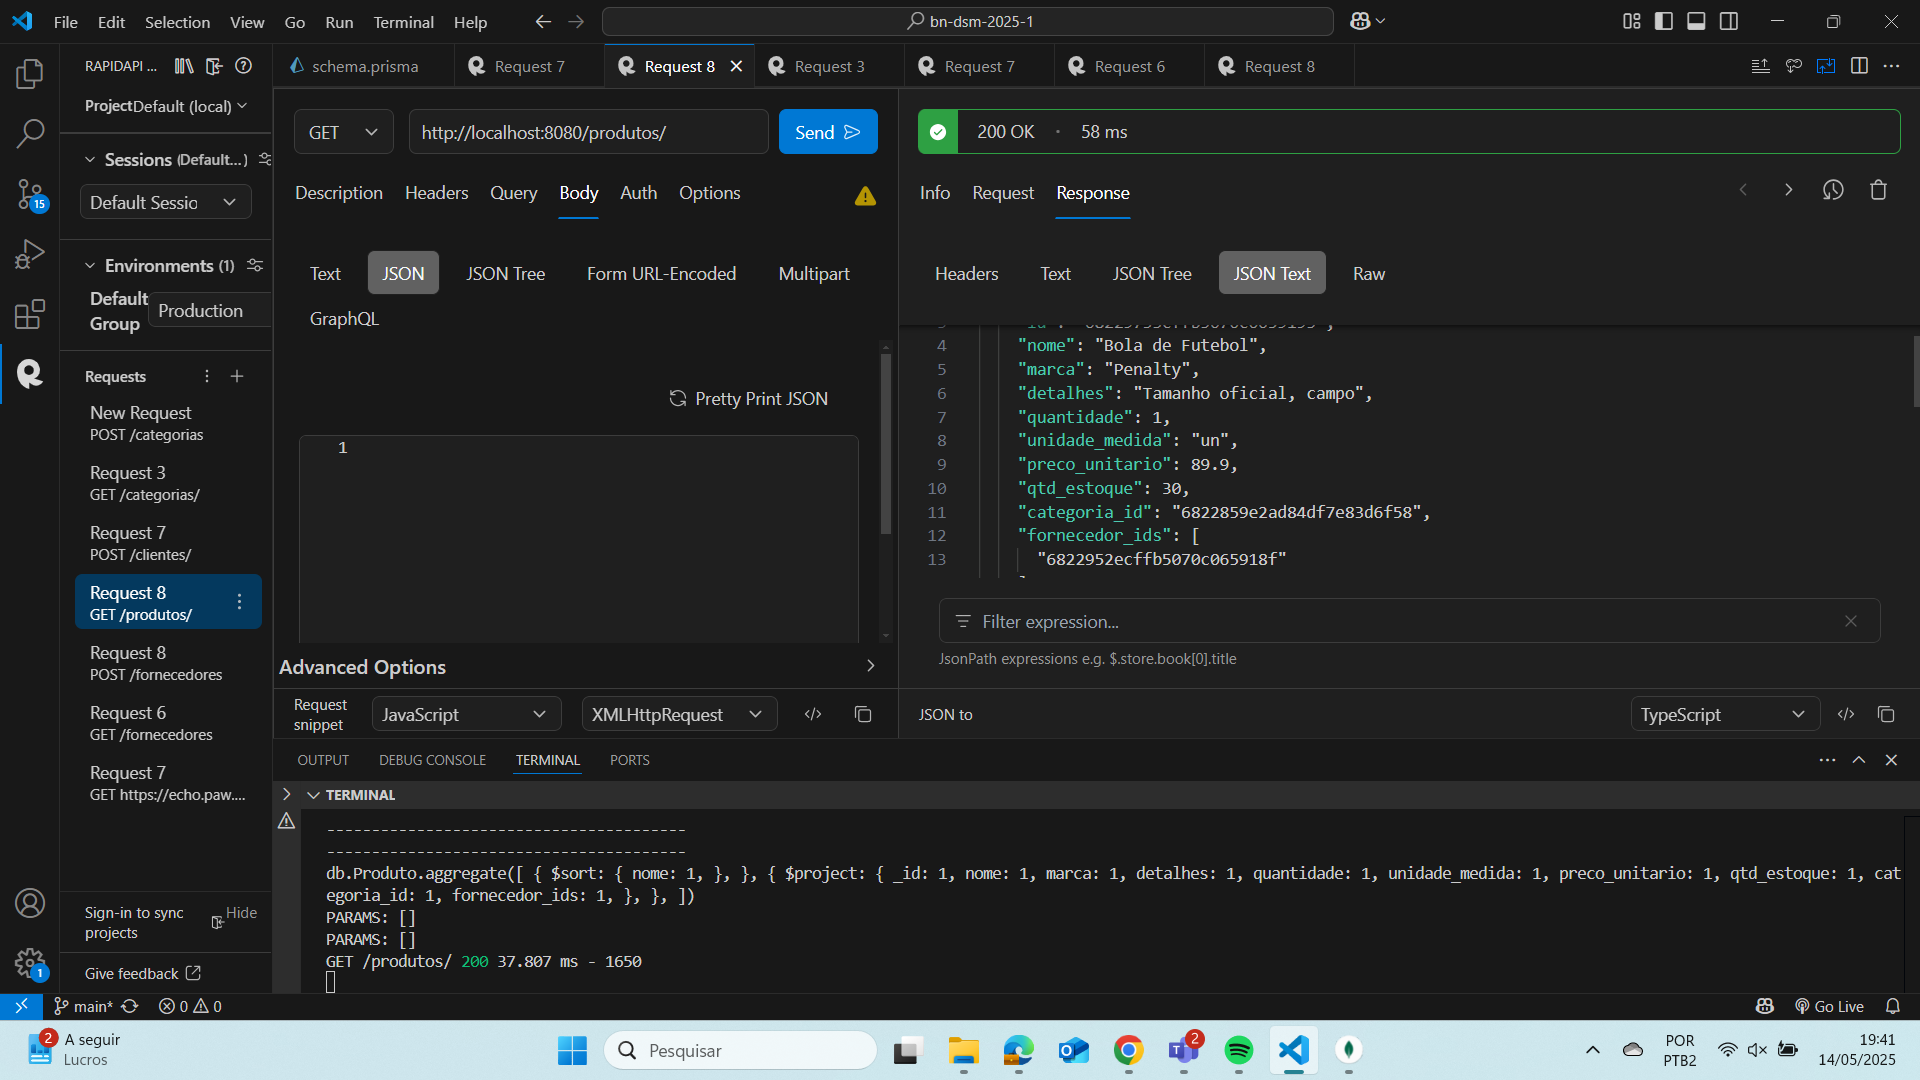 File Edit Selection View Go Run Terminal Help
bn-dsm-2025-1
RAPIDAPI ...
schema.prisma
Request 7
Request 8
Request 3
Request 7
Request 6
Request 8
Project Default (local)
Sessions (Default...)
Default Sessio
Environments (1)
Default Group
Production
Requests
New Request
POST /categorias
Request 3
GET /categorias/
Request 7
POST /clientes/
Request 8
GET /produtos/
Request 8
POST /fornecedores
Request 6
GET /fornecedores
Request 7
GET https://echo.paw....
Sign-in to sync projects
Hide
Give feedback
15
1
GET
http://localhost:8080/produtos/
Send
Description Headers Query Body Auth Options
Text JSON JSON Tree Form URL-Encoded Multipart
GraphQL
Pretty Print JSON
1
Advanced Options
Request snippet
JavaScript
XMLHttpRequest
200 OK · 58 ms
Info Request Response
Headers Text JSON Tree JSON Text Raw
4 "nome": "Bola de Futebol",
5 "marca": "Penalty",
6 "detalhes": "Tamanho oficial, campo",
7 "quantidade": 1,
8 "unidade_medida": "un",
9 "preco_unitario": 89.9,
10 "qtd_estoque": 30,
11 "categoria_id": "6822859e2ad84df7e83d6f58",
12 "fornecedor_ids": [
13 "6822952ecffb5070c065918f"
Filter expression...
JsonPath expressions e.g. $.store.book[0].title
JSON to
TypeScript
OUTPUT DEBUG CONSOLE TERMINAL PORTS
TERMINAL
----------------------------------------
----------------------------------------
db.Produto.aggregate([ { $sort: { nome: 1, }, }, { $project: { _id: 1, nome: 1, marca: 1, detalhes: 1, quantidade: 1, unidade_medida: 1, preco_unitario: 1, qtd_estoque: 1, cat
egoria_id: 1, fornecedor_ids: 1, }, }, ])
PARAMS: []
PARAMS: []
GET /produtos/ 200 37.807 ms - 1650
main* 0 0
Go Live
2
A seguir
Lucros
Pesquisar
2
POR
PTB2
19:41
14/05/2025